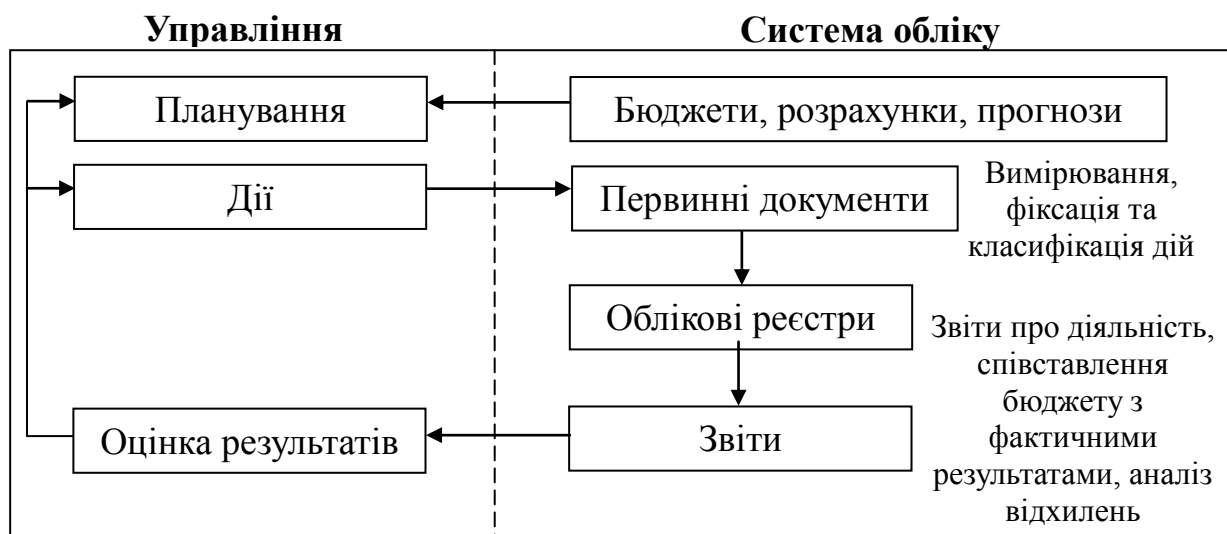 Управління
Система обліку
Планування
Бюджети, розрахунки, прогнози
Дії
Первинні документи
Вимірювання,
фіксація та
класифікація дій
Облікові реєстри
Звіти про діяльність,
співставлення
бюджету з
фактичними
результатами, аналіз
відхилень
Оцінка результатів
Звіти